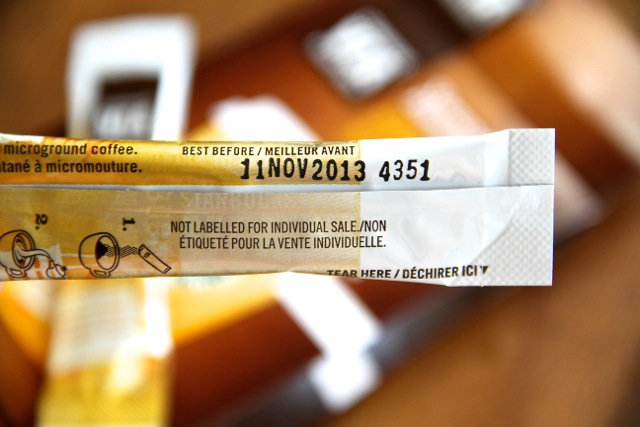 microground coffee.
ntané à micromouture.
BEST BEFORE / MEILLEUR AVANT
11NOV2013 4351
2.
1.
NOT LABELLED FOR INDIVIDUAL SALE./NON
ÉTIQUETÉ POUR LA VENTE INDIVIDUELLE.
TEAR HERE / DÉCHIRER ICI